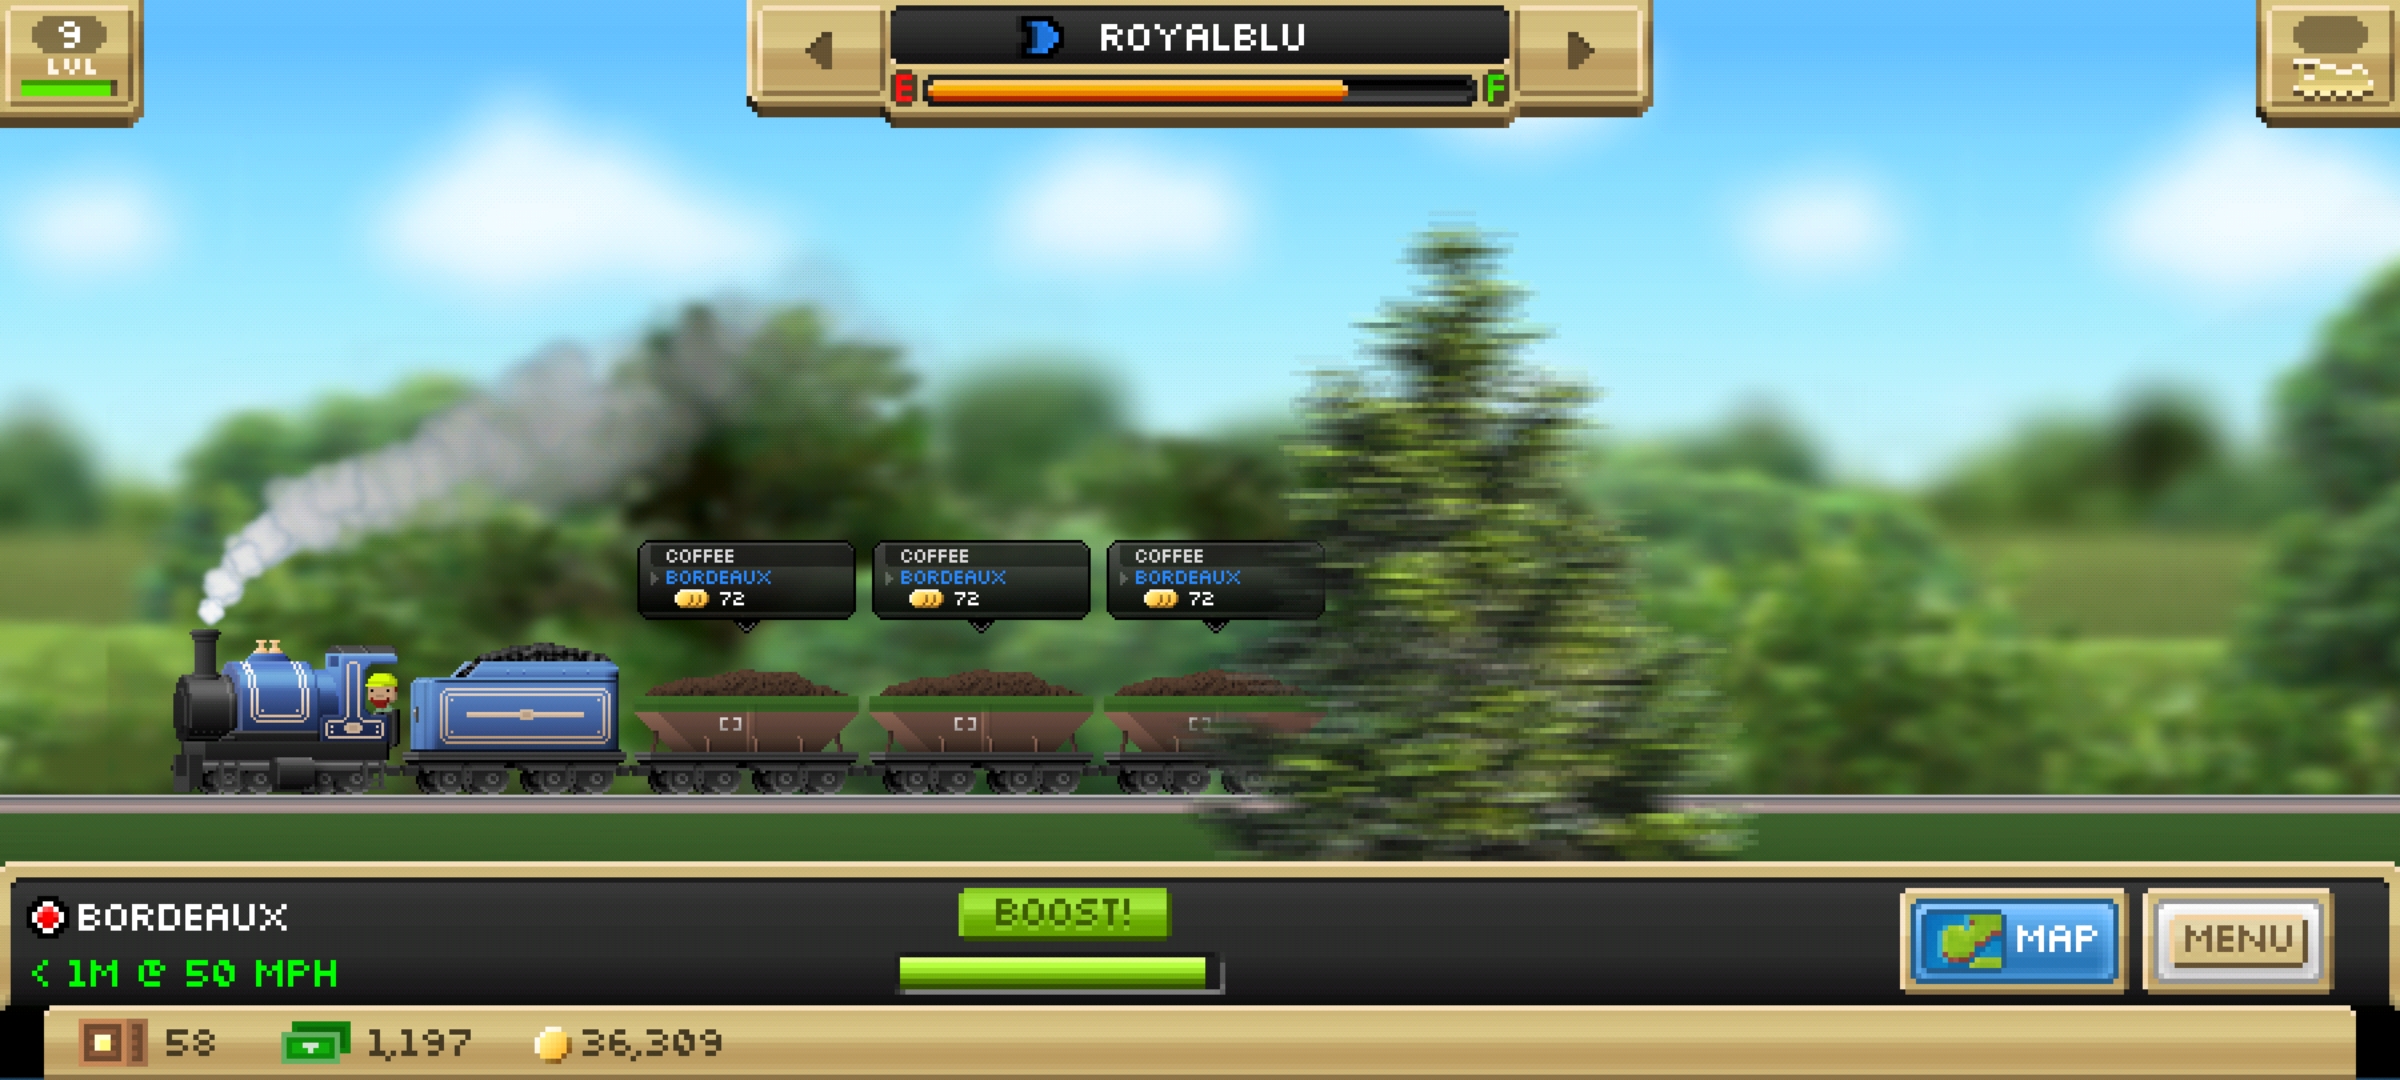 9
LVL
ROYALBLU
E F
COFFEE
BORDEAUX
72
COFFEE
BORDEAUX
72
COFFEE
BORDEAUX
72
BORDEAUX
< 1M @ 50 MPH
BOOST!
MAP
MENU
58 1,197 36,309